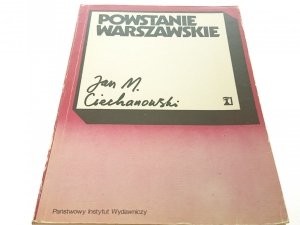 POWSTANIE
WARSZAWSKIE
Jan M.
Ciechanowski
Państwowy Instytut Wydawniczy